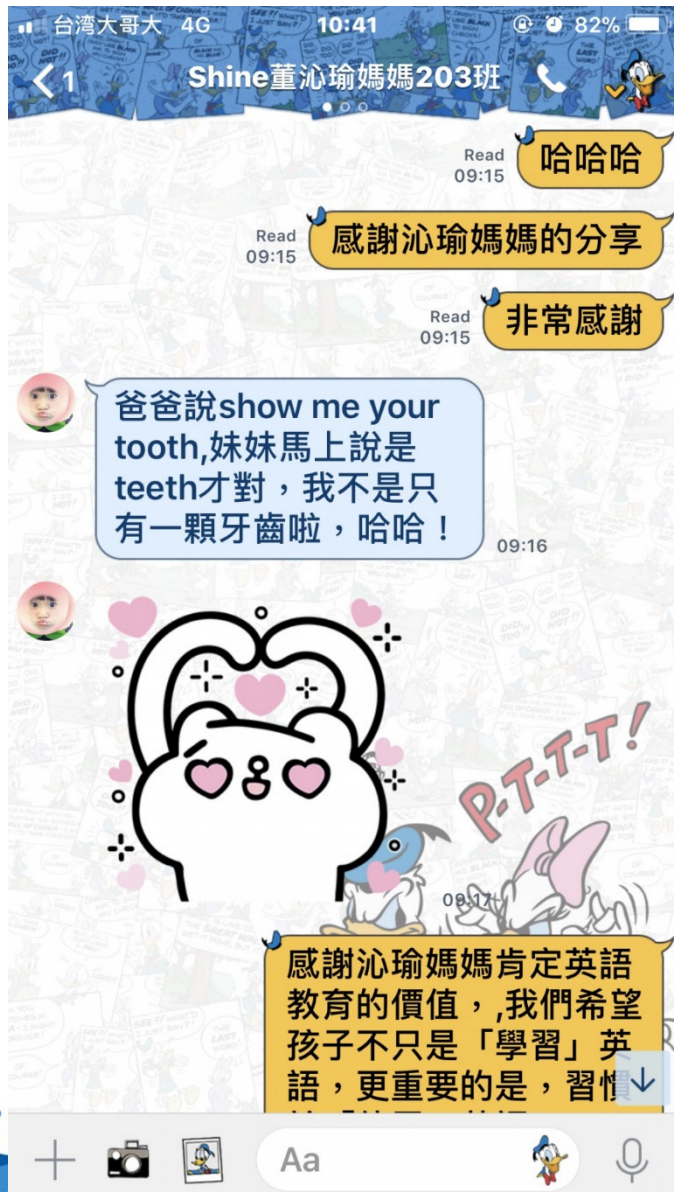 台湾大哥大 4G 10:41 82%
1 Shine董沁瑜媽媽203班
Read
09:15
哈哈哈
Read
09:15
感謝沁瑜媽媽的分享
Read
09:15
非常感謝
爸爸說show me your
tooth,妹妹馬上說是
teeth才對，我不是只
有一顆牙齒啦，哈哈！
09:16
P-T-T-T!
09:17
感謝沁瑜媽媽肯定英語
教育的價值，,我們希望
孩子不只是「學習」英
語，更重要的是，習慣
Aa